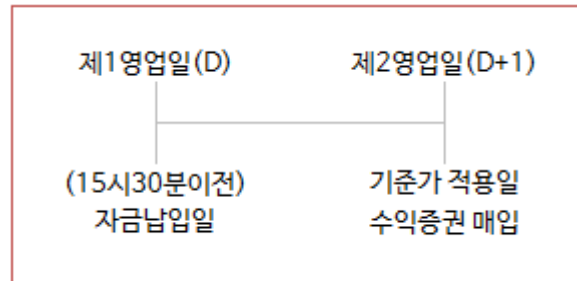 제1영업일(D)
제2영업일(D+1)
(15시30분이전)
자금납입일
기준가 적용일
수익증권 매입